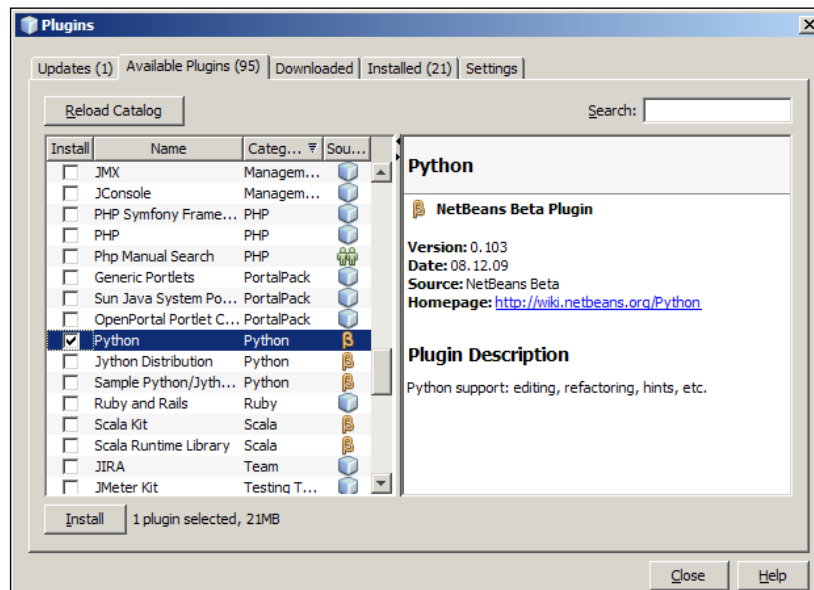 Plugins
Updates (1) Available Plugins (95) Downloaded Installed (21) Settings
Reload Catalog Search:
Install Name Categ... Sou...
JMX Managem...
JConsole Managem...
PHP Symfony Frame... PHP
PHP PHP
Php Manual Search PHP
Generic Portlets PortalPack
Sun Java System Po... PortalPack
OpenPortal Portlet C... PortalPack
Python Python β
Jython Distribution Python β
Sample Python/Jyth... Python β
Ruby and Rails Ruby
Scala Kit Scala β
Scala Runtime Library Scala β
JIRA Team
JMeter Kit Testing T...
Python
β NetBeans Beta Plugin
Version: 0.103
Date: 08.12.09
Source: NetBeans Beta
Homepage: http://wiki.netbeans.org/Python
Plugin Description
Python support: editing, refactoring, hints, etc.
Install 1 plugin selected, 21MB
Close Help